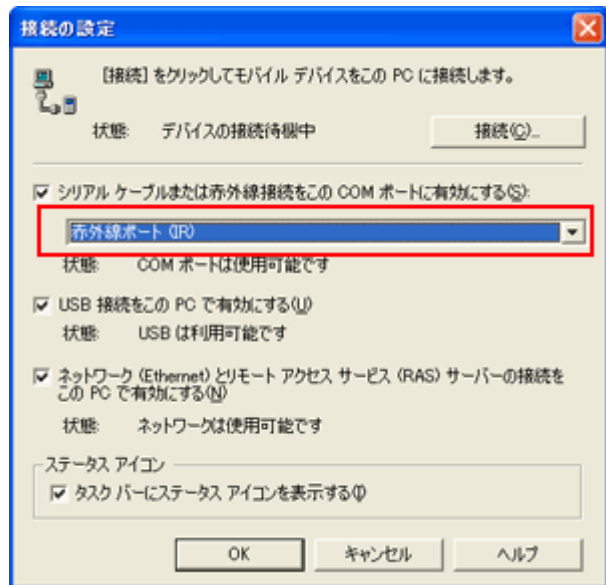 接続の設定
[接続] をクリックしてモバイル デバイスをこの PC に接続します。
状態: デバイスの接続待機中
接続(C)...
シリアル ケーブルまたは赤外線接続をこの COM ポートに有効にする(S):
赤外線ポート (IR)
状態: COM ポートは使用可能です
USB 接続をこの PC で有効にする(U)
状態: USB は利用可能です
ネットワーク (Ethernet) とリモート アクセス サービス (RAS) サーバーの接続を
この PC で有効にする(N)
状態: ネットワークは使用可能です
ステータス アイコン
タスク バーにステータス アイコンを表示する(I)
OK キャンセル ヘルプ